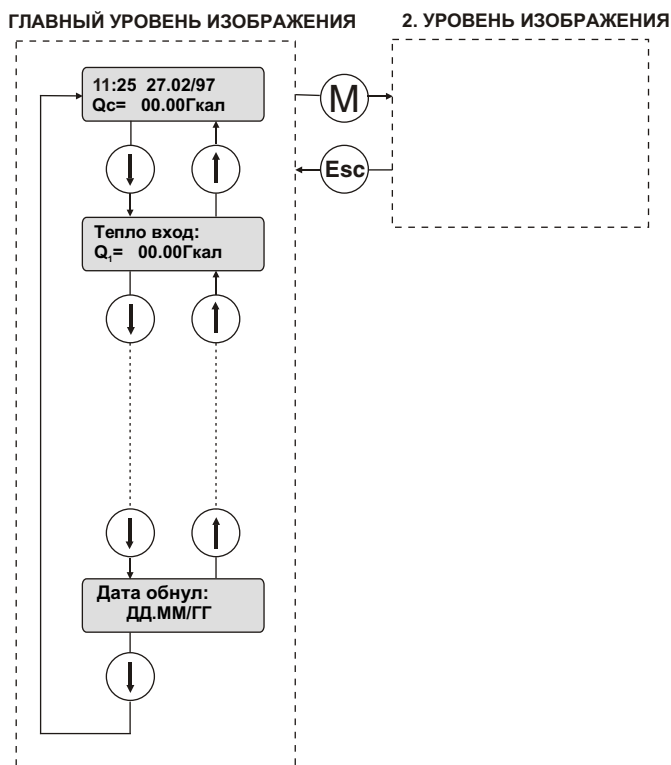 ГЛАВНЫЙ УРОВЕНЬ ИЗОБРАЖЕНИЯ
2. УРОВЕНЬ ИЗОБРАЖЕНИЯ
11:25 27.02/97
Qc= 00.00Гкал
M
Esc
Тепло вход:
Q₁= 00.00Гкал
Дата обнул:
ДД.ММ/ГГ